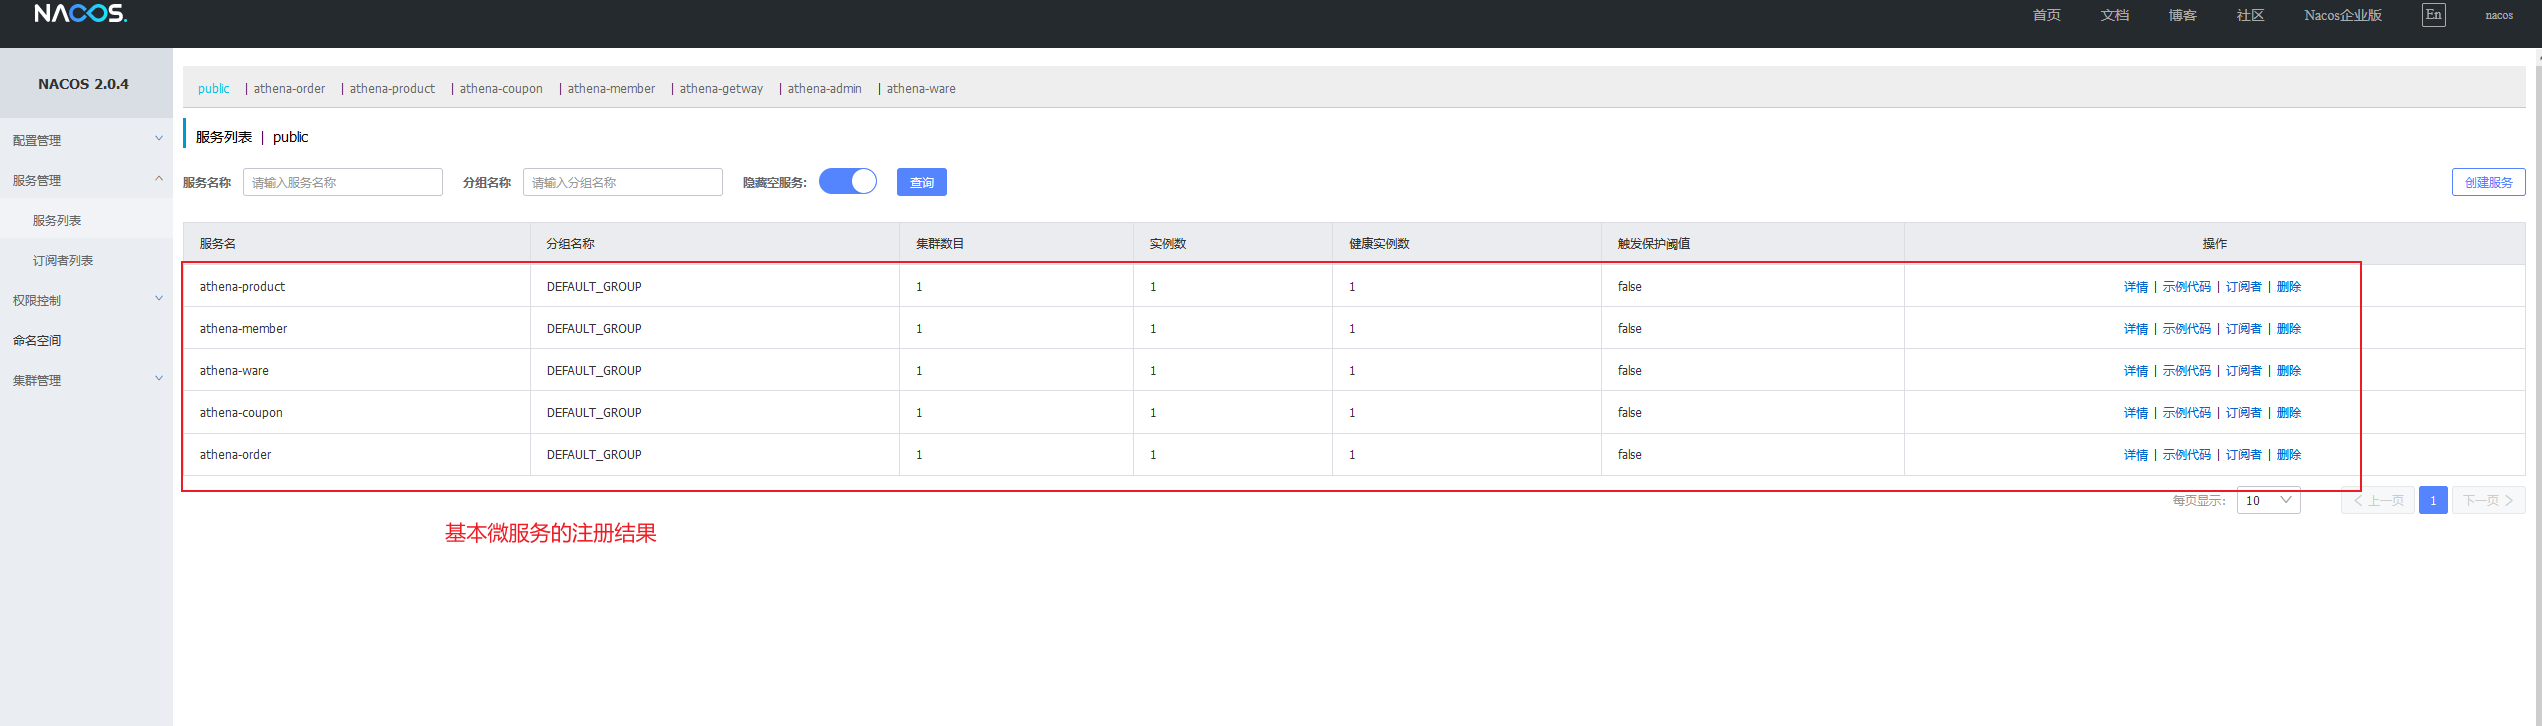 NACOS.
首页 文档 博客 社区 Nacos企业版 En nacos
NACOS 2.0.4
配置管理
服务管理
服务列表
订阅者列表
权限控制
命名空间
集群管理
public | athena-order | athena-product | athena-coupon | athena-member | athena-getway | athena-admin | athena-ware
服务列表 | public
服务名称 请输入服务名称 分组名称 请输入分组名称 隐藏空服务: 查询 创建服务
服务名 分组名称 集群数目 实例数 健康实例数 触发保护阈值 操作
athena-product DEFAULT_GROUP 1 1 1 false 详情 | 示例代码 | 订阅者 | 删除
athena-member DEFAULT_GROUP 1 1 1 false 详情 | 示例代码 | 订阅者 | 删除
athena-ware DEFAULT_GROUP 1 1 1 false 详情 | 示例代码 | 订阅者 | 删除
athena-coupon DEFAULT_GROUP 1 1 1 false 详情 | 示例代码 | 订阅者 | 删除
athena-order DEFAULT_GROUP 1 1 1 false 详情 | 示例代码 | 订阅者 | 删除
每页显示: 10 上一页 1 下一页
基本微服务的注册结果